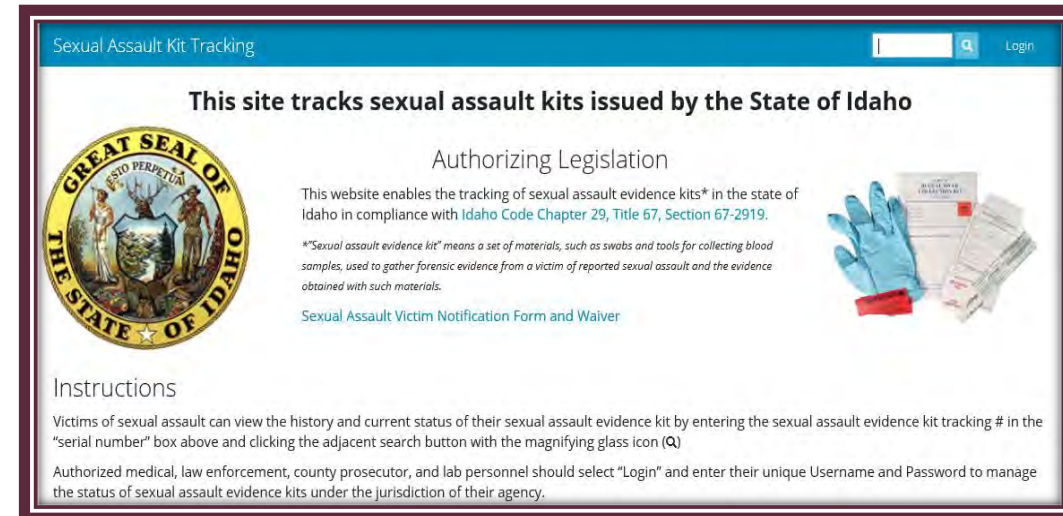 Sexual Assault Kit Tracking
Login
This site tracks sexual assault kits issued by the State of Idaho
GREAT SEAL OF
THE STATE OF IDAHO
ESTO PERPETUA
Authorizing Legislation
This website enables the tracking of sexual assault evidence kits* in the state of
Idaho in compliance with Idaho Code Chapter 29, Title 67, Section 67-2919.
*"Sexual assault evidence kit" means a set of materials, such as swabs and tools for collecting blood
samples, used to gather forensic evidence from a victim of reported sexual assault and the evidence
obtained with such materials.
Sexual Assault Victim Notification Form and Waiver
Instructions
Victims of sexual assault can view the history and current status of their sexual assault evidence kit by entering the sexual assault evidence kit tracking # in the
"serial number" box above and clicking the adjacent search button with the magnifying glass icon ()
Authorized medical, law enforcement, county prosecutor, and lab personnel should select "Login" and enter their unique Username and Password to manage
the status of sexual assault evidence kits under the jurisdiction of their agency.